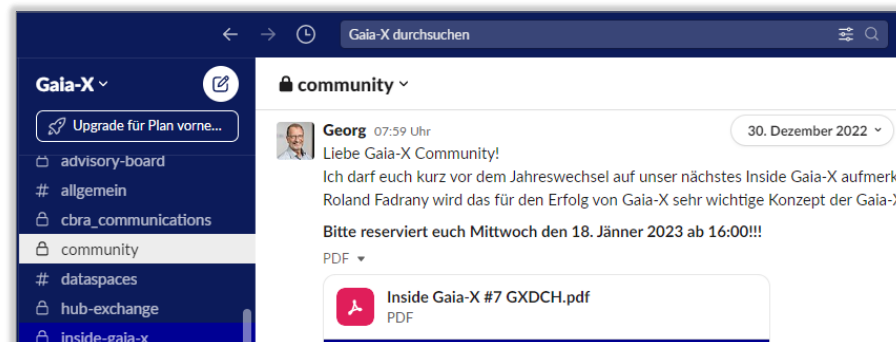 Gaia-X durchsuchen
Gaia-X
Upgrade für Plan vorne...
advisory-board
# allgemein
cbra_communications
community
# dataspaces
hub-exchange
inside-gaia-x
community
Georg 07:59 Uhr
30. Dezember 2022
Liebe Gaia-X Community!
Ich darf euch kurz vor dem Jahreswechsel auf unser nächstes Inside Gaia-X aufmerk
Roland Fadrany wird das für den Erfolg von Gaia-X sehr wichtige Konzept der Gaia-X
Bitte reserviert euch Mittwoch den 18. Jänner 2023 ab 16:00!!!
PDF
Inside Gaia-X #7 GXDCH.pdf
PDF